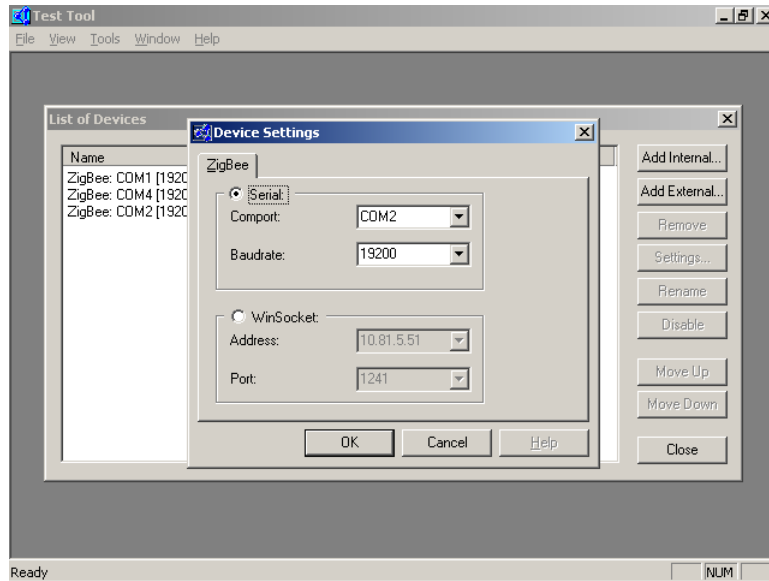 Test Tool
File View Tools Window Help
List of Devices
Name
ZigBee: COM1 [1920
ZigBee: COM4 [1920
ZigBee: COM2 [1920
Device Settings
ZigBee
Serial:
Comport: COM2
Baudrate: 19200
WinSocket:
Address: 10.81.5.51
Port: 1241
OK Cancel Help
Add Internal...
Add External...
Remove
Settings...
Rename
Disable
Move Up
Move Down
Close
Ready NUM